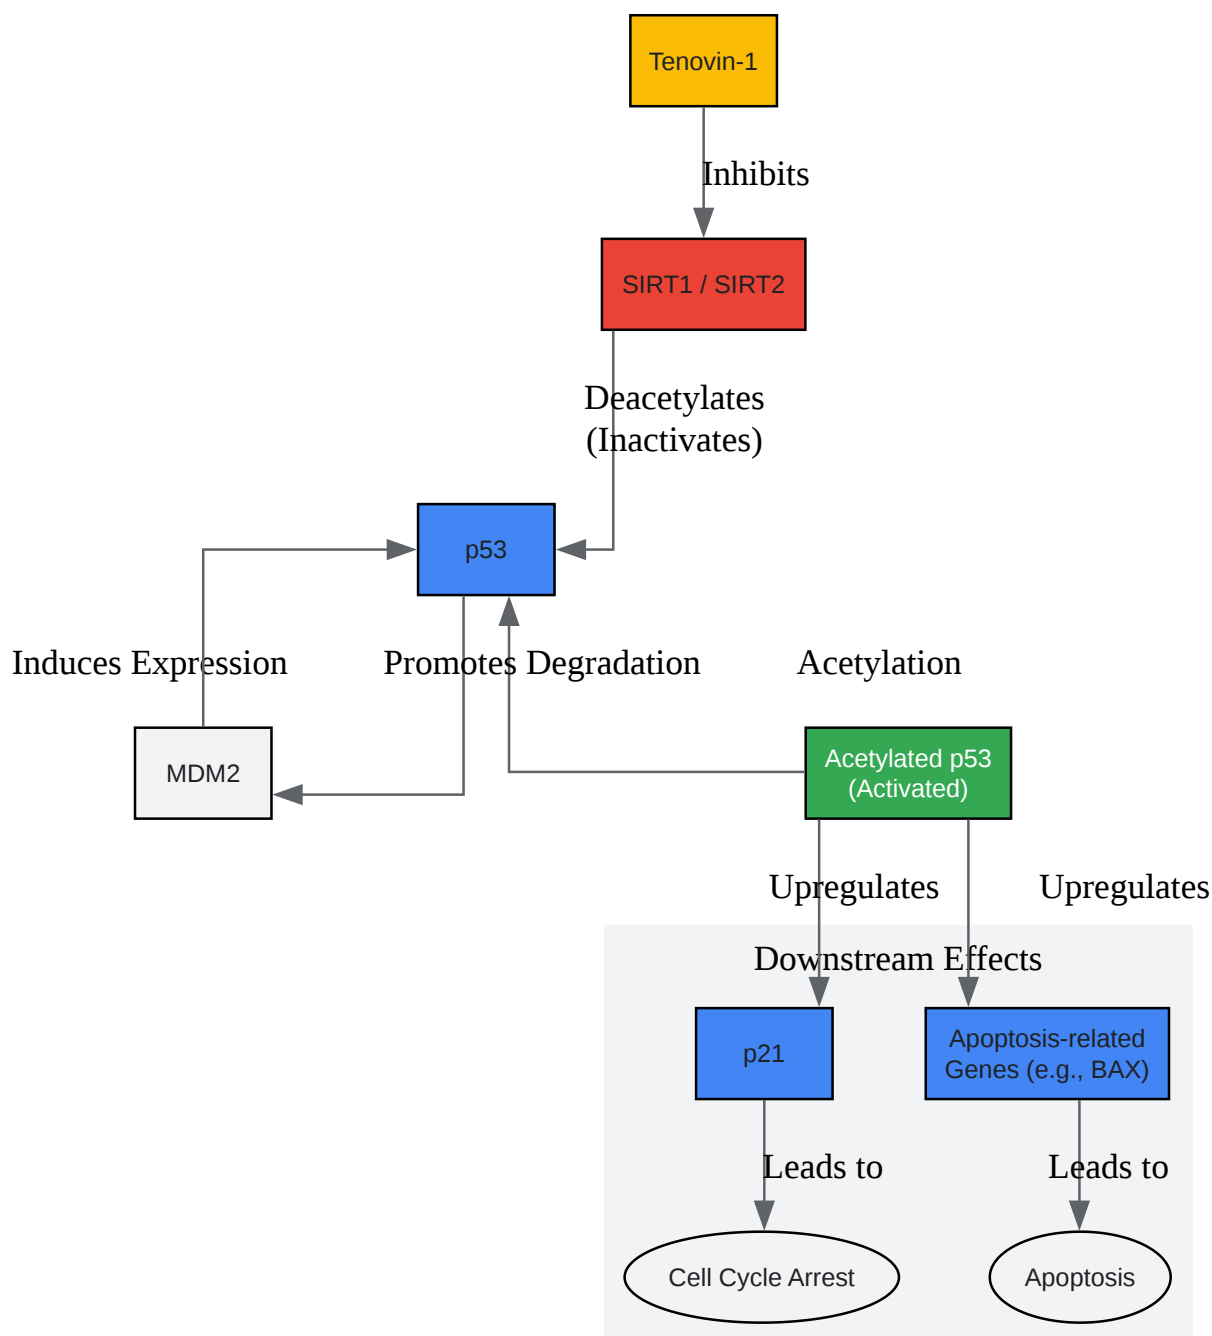 Tenovin-1
Inhibits
SIRT1 / SIRT2
Deacetylates
(Inactivates)
p53
Induces Expression
Promotes Degradation
Acetylation
MDM2
Acetylated p53
(Activated)
Upregulates
Upregulates
Downstream Effects
p21
Apoptosis-related
Genes (e.g., BAX)
Leads to
Leads to
Cell Cycle Arrest
Apoptosis